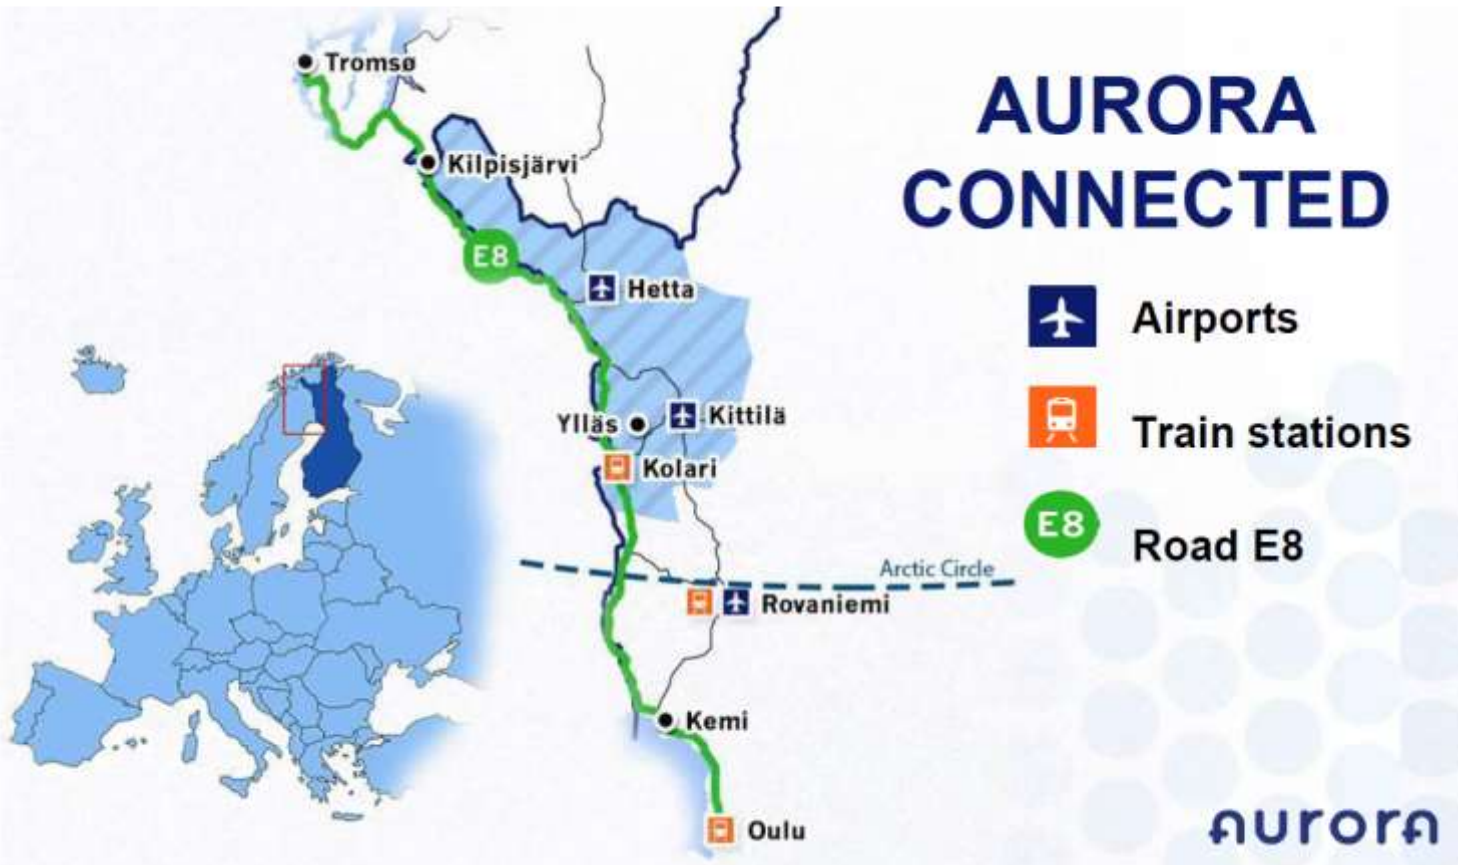 AURORA
CONNECTED
Tromsø
Kilpisjärvi
E8
Hetta
Airports
Ylläs
Kittilä
Train stations
Kolari
E8
Road E8
Arctic Circle
Rovaniemi
Kemi
Oulu
aurora